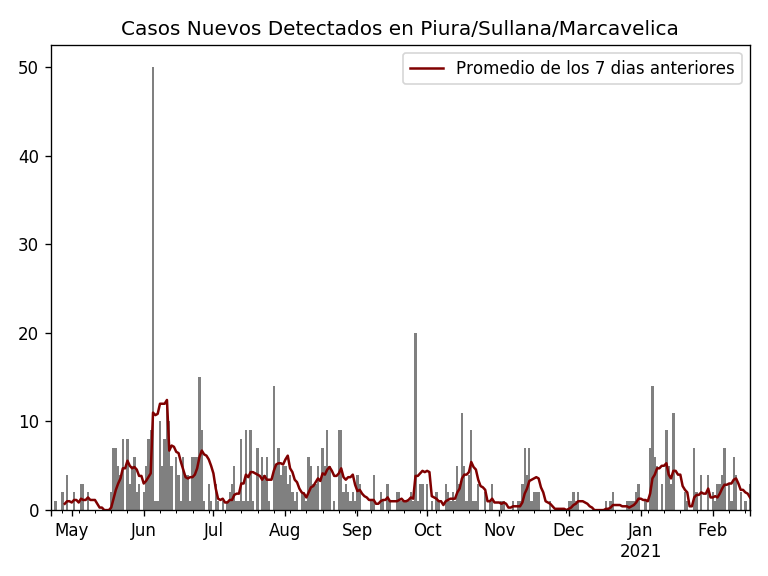 Casos Nuevos Detectados en Piura/Sullana/Marcavelica
Promedio de los 7 dias anteriores
50
40
30
20
10
0
May Jun Jul Aug Sep Oct Nov Dec Jan Feb
2021